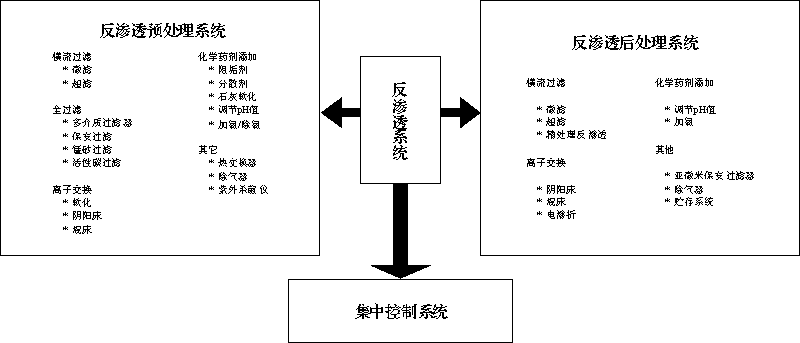 反渗透预处理系统
横流过滤
* 微滤
* 超滤
全过滤
* 多介质过滤器
* 保安过滤
* 锰砂过滤
* 活性碳过滤
离子交换
* 软化
* 阴阳床
* 混床
化学药剂添加
* 阻垢剂
* 分散剂
* 石灰软化
* 调节pH值
* 加氯/除氯
其它
* 热交换器
* 除气器
* 紫外杀菌仪
反渗透系统
反渗透后处理系统
横流过滤
* 微滤
* 超滤
* 精处理反渗透
离子交换
* 阴阳床
* 混床
* 电渗析
化学药剂添加
* 调节pH值
* 加氯
其他
* 亚微米保安过滤器
* 除气器
* 贮存系统
集中控制系统